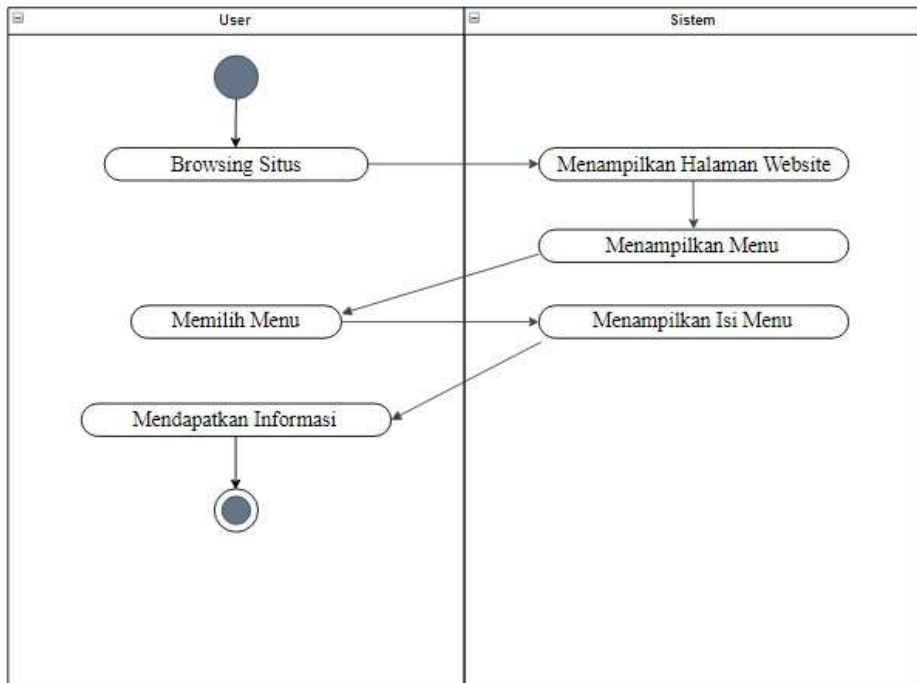 User
Sistem
Browsing Situs
Menampilkan Halaman Website
Menampilkan Menu
Memilih Menu
Menampilkan Isi Menu
Mendapatkan Informasi